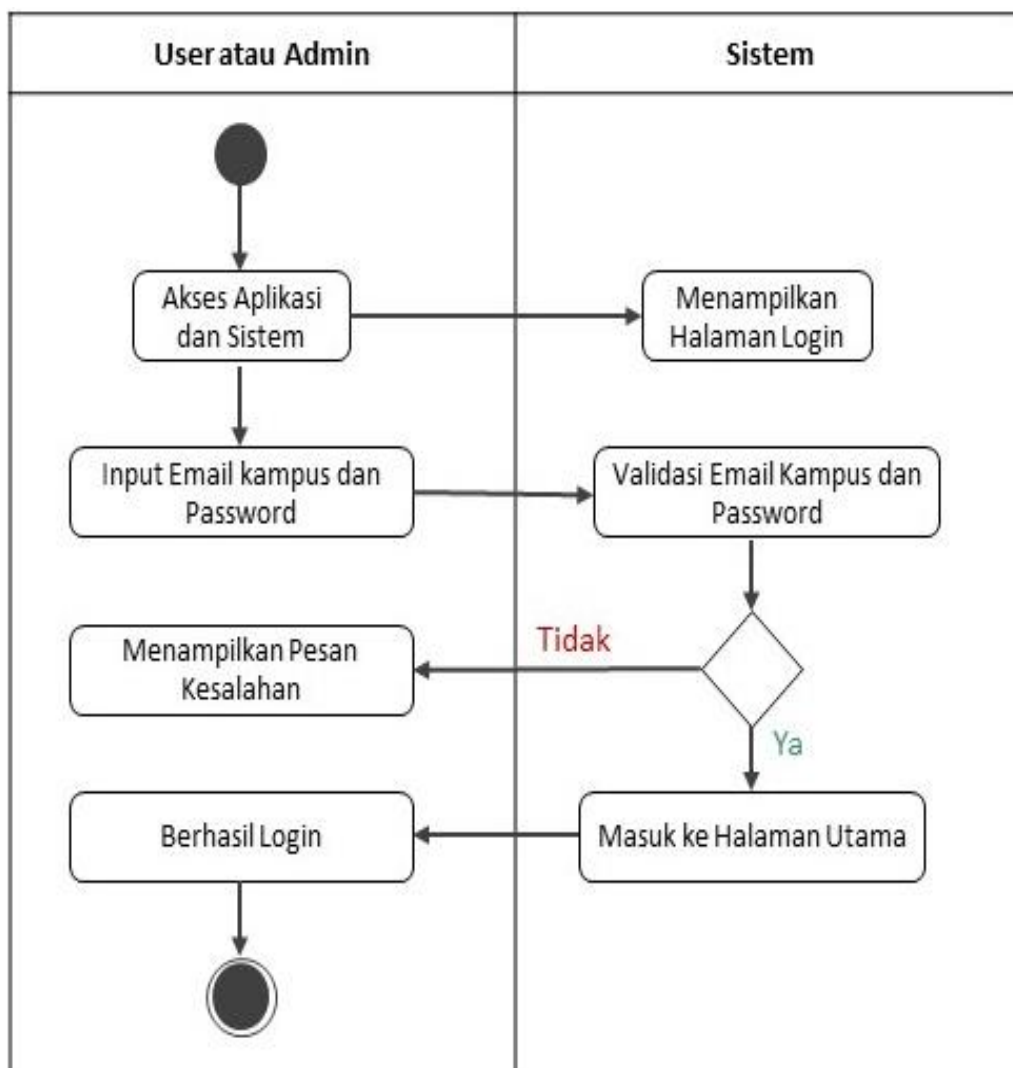 User atau Admin
Sistem
Akses Aplikasi
dan Sistem
Menampilkan
Halaman Login
Input Email kampus dan
Password
Validasi Email Kampus dan
Password
Tidak
Menampilkan Pesan
Kesalahan
Ya
Berhasil Login
Masuk ke Halaman Utama